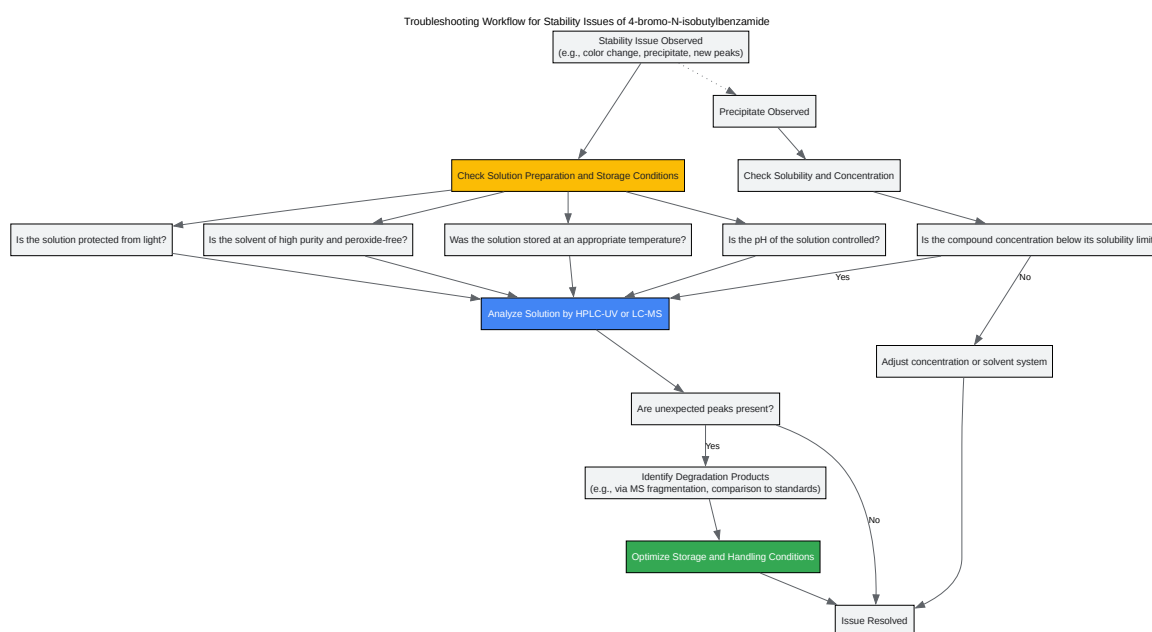 Troubleshooting Workflow for Stability Issues of 4-bromo-N-isobutylbenzamide
Stability Issue Observed
(e.g., color change, precipitate, new peaks)
Precipitate Observed
Check Solution Preparation and Storage Conditions
Check Solubility and Concentration
Is the solution protected from light?
Is the solvent of high purity and peroxide-free?
Was the solution stored at an appropriate temperature?
Is the pH of the solution controlled?
Is the compound concentration below its solubility limit
Yes
No
Analyze Solution by HPLC-UV or LC-MS
Adjust concentration or solvent system
Are unexpected peaks present?
Yes
Identify Degradation Products
(e.g., via MS fragmentation, comparison to standards)
No
Optimize Storage and Handling Conditions
Issue Resolved